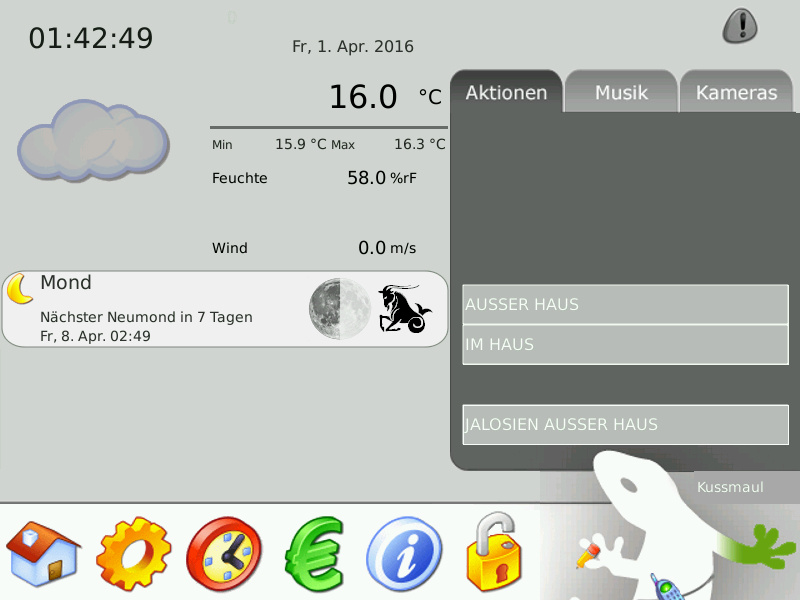 01:42:49
Fr, 1. Apr. 2016
16.0 °C
Min 15.9 °C Max 16.3 °C
Feuchte 58.0 %rF
Wind 0.0 m/s
Mond
Nächster Neumond in 7 Tagen
Fr, 8. Apr. 02:49
Aktionen Musik Kameras
AUSSER HAUS
IM HAUS
JALOSIEN AUSSER HAUS
Kussmaul